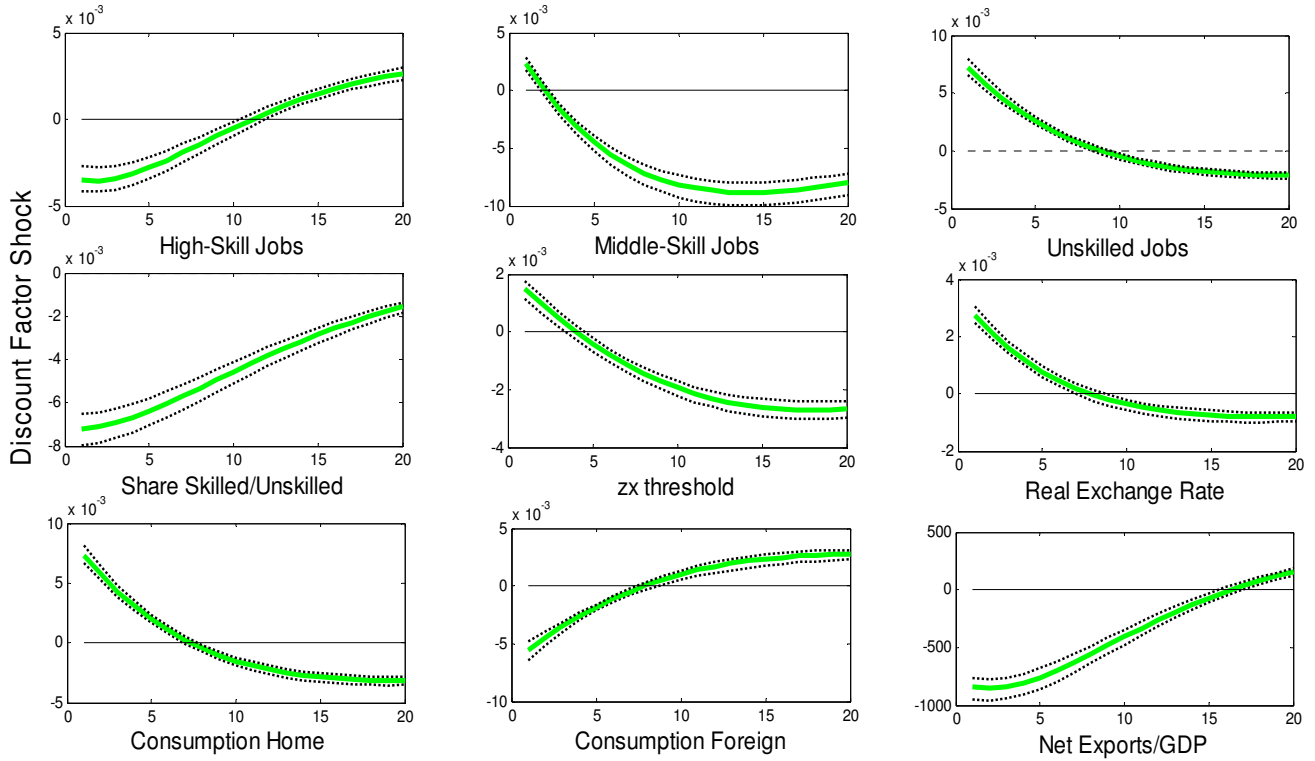 Discount Factor Shock
x 10⁻³
5
0
-5
0 5 10 15 20
High-Skill Jobs
x 10⁻³
5
0
-5
-10
0 5 10 15 20
Middle-Skill Jobs
x 10⁻³
10
5
0
-5
0 5 10 15 20
Unskilled Jobs
x 10⁻³
0
-2
-4
-6
-8
0 5 10 15 20
Share Skilled/Unskilled
x 10⁻³
2
0
-2
-4
0 5 10 15 20
zx threshold
x 10⁻³
4
2
0
-2
0 5 10 15 20
Real Exchange Rate
x 10⁻³
10
5
0
-5
0 5 10 15 20
Consumption Home
x 10⁻³
5
0
-5
-10
0 5 10 15 20
Consumption Foreign
500
0
-500
-1000
0 5 10 15 20
Net Exports/GDP